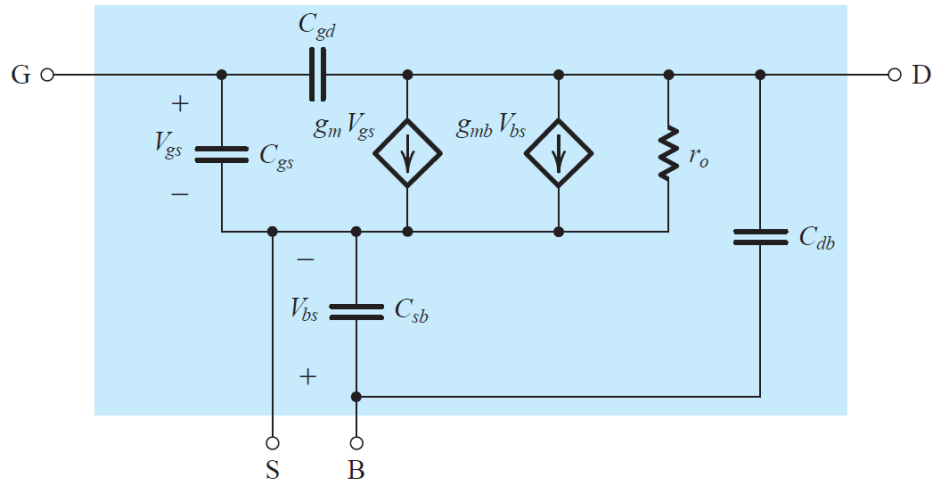 C_gd
G
D
+
V_gs
−
C_gs
g_m V_gs
g_mb V_bs
r_o
C_db
−
V_bs
+
C_sb
S
B